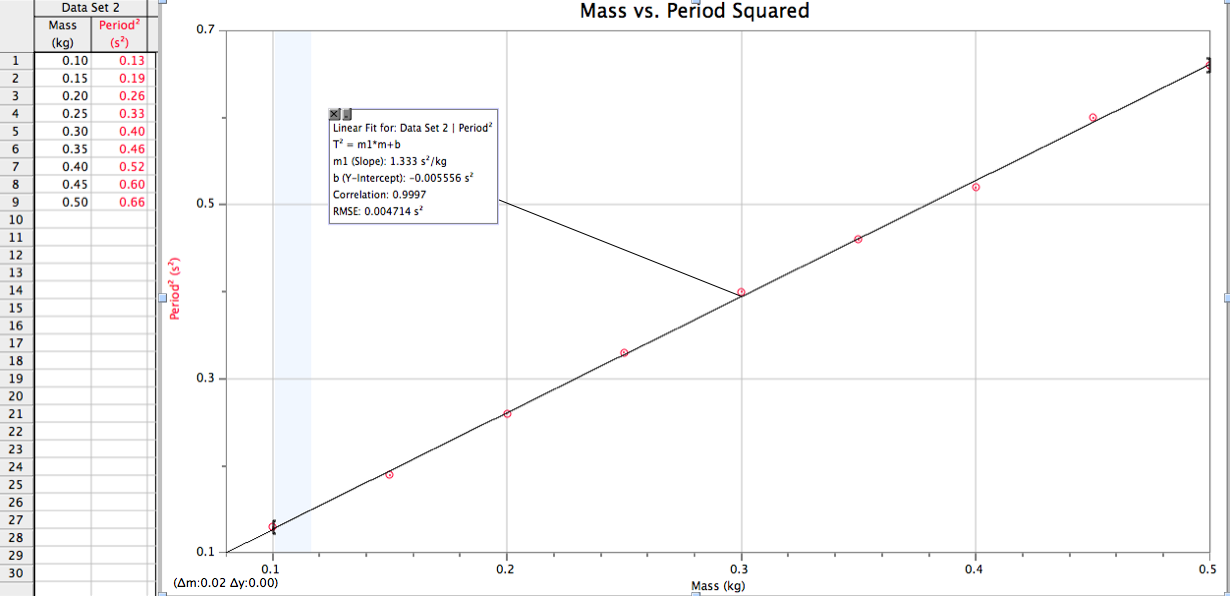 Data Set 2
Mass Period²
(kg) (s²)
1 0.10 0.13
2 0.15 0.19
3 0.20 0.26
4 0.25 0.33
5 0.30 0.40
6 0.35 0.46
7 0.40 0.52
8 0.45 0.60
9 0.50 0.66
10
11
12
13
14
15
16
17
18
19
20
21
22
23
24
25
26
27
28
29
30
Mass vs. Period Squared
0.7
0.5
0.3
0.1
Period² (s²)
Linear Fit for: Data Set 2 | Period²
T² = m1*m+b
m1 (Slope): 1.333 s²/kg
b (Y-Intercept): -0.005556 s²
Correlation: 0.9997
RMSE: 0.004714 s²
0.1 0.2 0.3 0.4 0.5
(Δm:0.02 Δy:0.00)
Mass (kg)